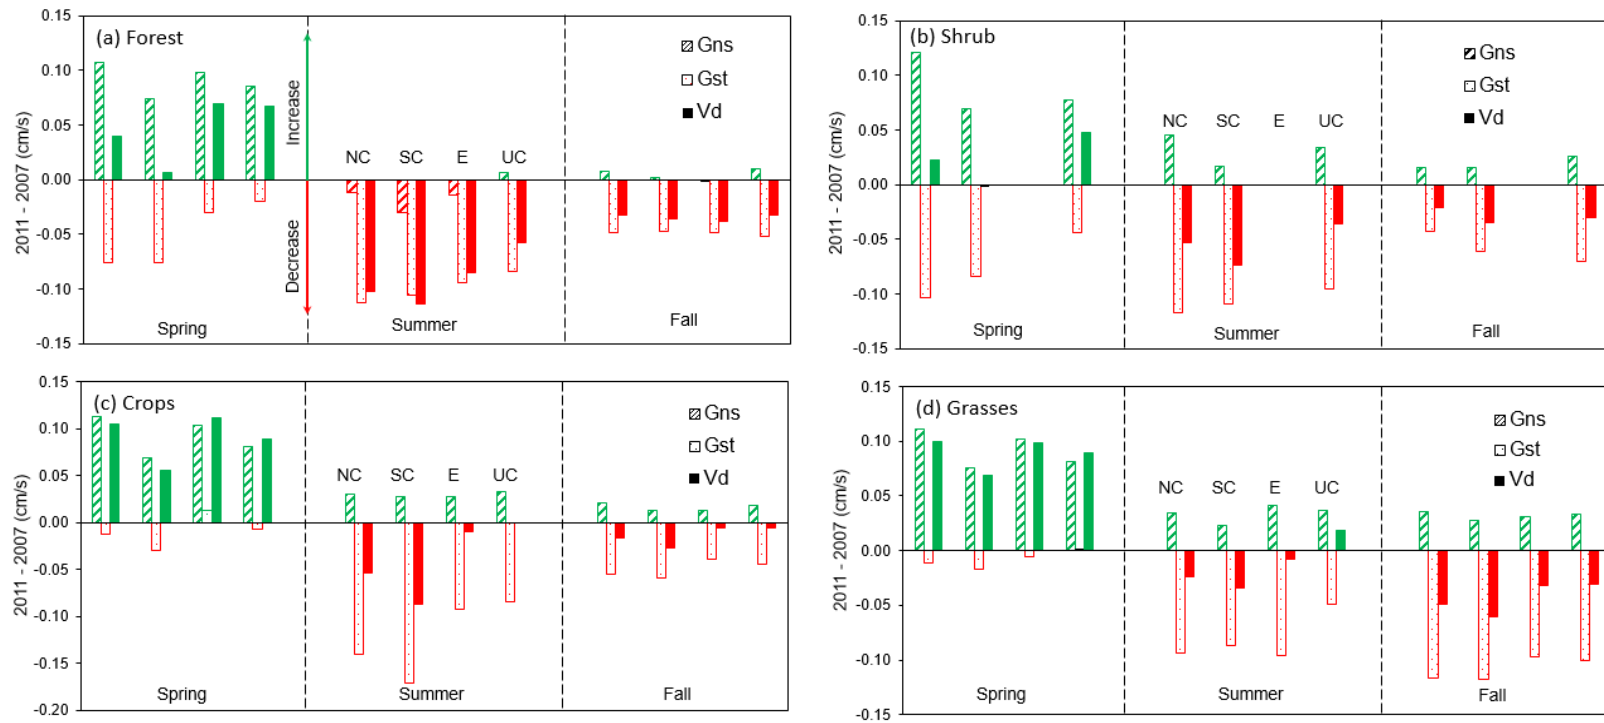 (a) Forest
Gns
Gst
Vd
2011 - 2007 (cm/s)
0.15
0.10
0.05
0.00
-0.05
-0.10
-0.15
Increase
Decrease
NC SC E UC
Spring Summer Fall
(b) Shrub
Gns
Gst
Vd
2011 - 2007 (cm/s)
0.15
0.10
0.05
0.00
-0.05
-0.10
-0.15
NC SC E UC
Spring Summer Fall
(c) Crops
Gns
Gst
Vd
2011 - 2007 (cm/s)
0.15
0.10
0.05
0.00
-0.05
-0.10
-0.15
-0.20
NC SC E UC
Spring Summer Fall
(d) Grasses
Gns
Gst
Vd
2011 - 2007 (cm/s)
0.15
0.10
0.05
0.00
-0.05
-0.10
-0.15
NC SC E UC
Spring Summer Fall